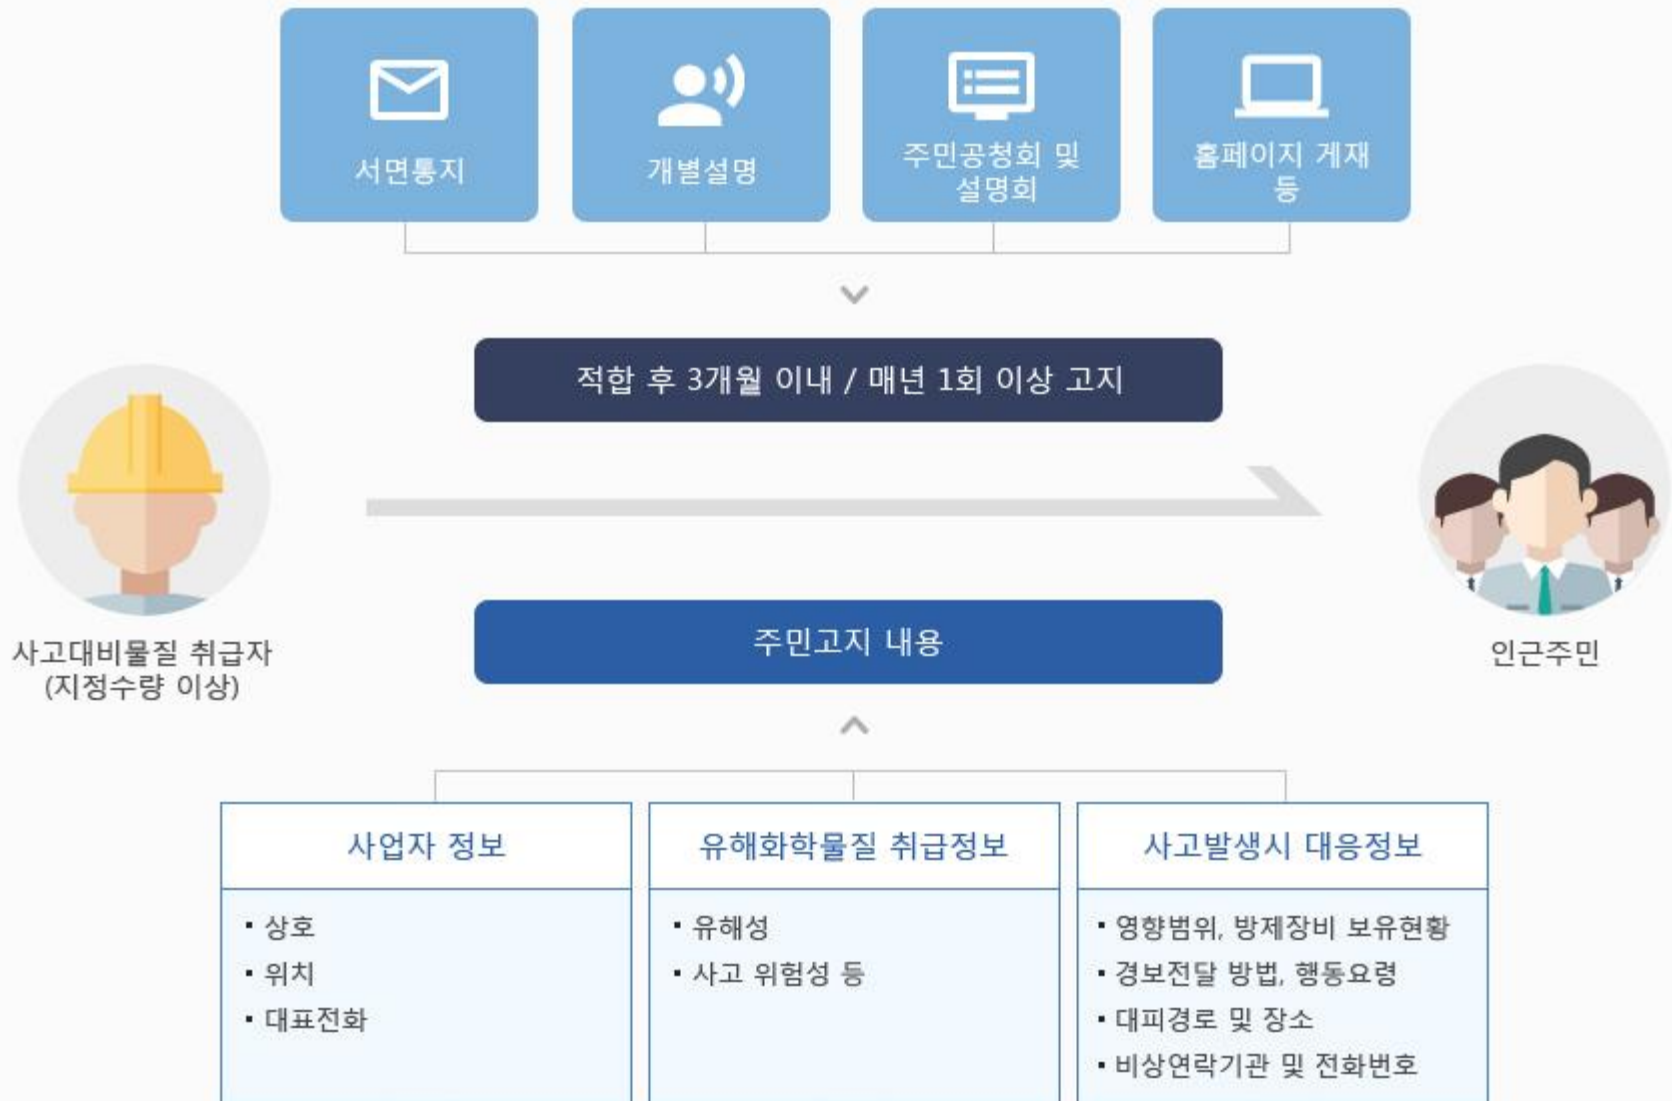 서면통지
개별설명
주민공청회 및
설명회
홈페이지 게재
등
적합 후 3개월 이내 / 매년 1회 이상 고지
사고대비물질 취급자
(지정수량 이상)
주민고지 내용
인근주민
사업자 정보
▪ 상호
▪ 위치
▪ 대표전화
유해화학물질 취급정보
▪ 유해성
▪ 사고 위험성 등
사고발생시 대응정보
▪ 영향범위, 방제장비 보유현황
▪ 경보전달 방법, 행동요령
▪ 대피경로 및 장소
▪ 비상연락기관 및 전화번호